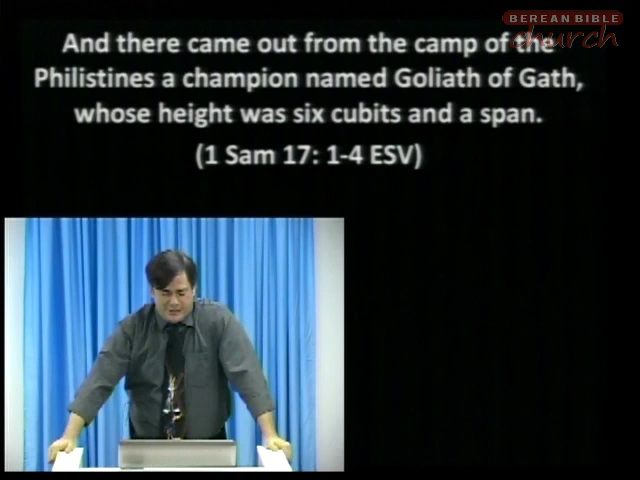 BEREAN BIBLE
church
And there came out from the camp of the
Philistines a champion named Goliath of Gath,
whose height was six cubits and a span.
(1 Sam 17: 1-4 ESV)